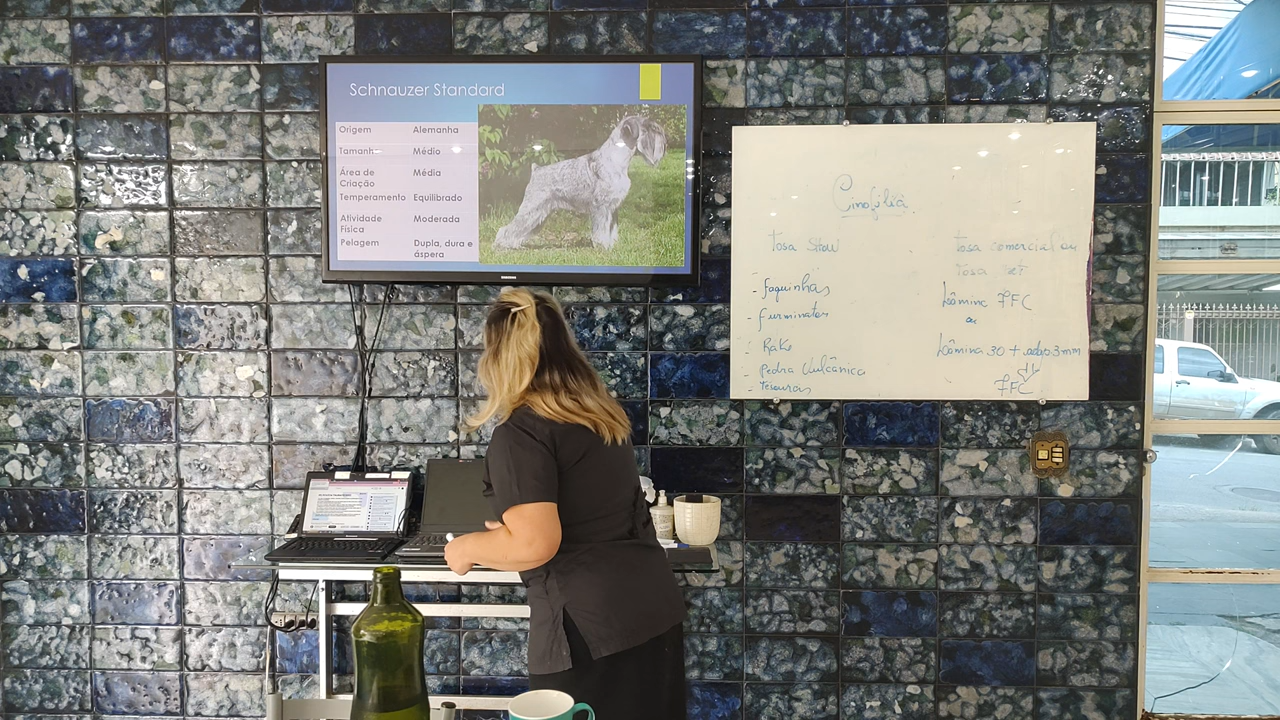 Schnauzer Standard
Origem Alemanha
Tamanho Médio
Área de Criação Média
Temperamento Equilibrado
Atividade Física Moderada
Pelagem Dupla, dura e áspera
SAMSUNG
Cinofilia
Tosa Show
- faquinhas
- furminator
- Rake
- Pedra Vulcânica
- Tesouras
tosa comercial ou
tosa pet
Lâmina 7FC
ou
Lâmina 30 + adap 3mm
7FC